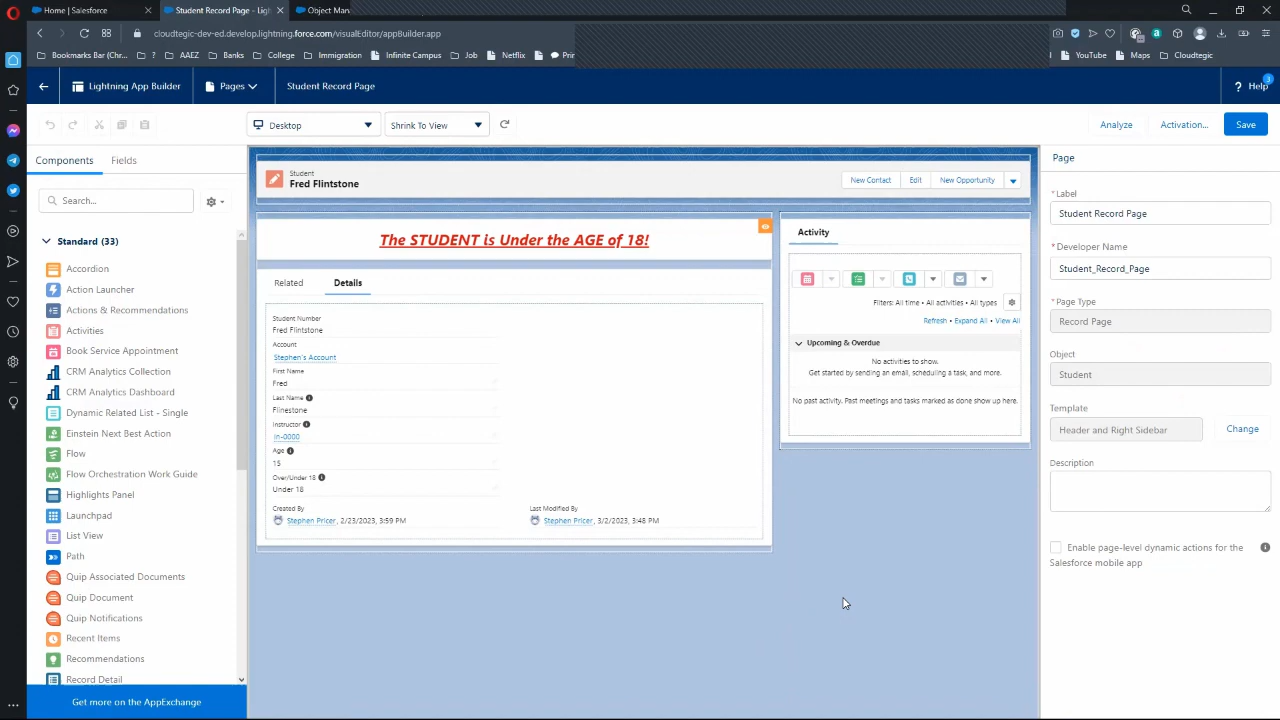 Home | Salesforce
Student Record Page - Ligh
Object Man
cloudtegic-dev-ed.develop.lightning.force.com/visualEditor/appBuilder.app
Bookmarks Bar (Chr...
?
AAEZ
Banks
College
Immigration
Infinite Campus
Job
Netflix
YouTube
Maps
Cloudtegic
Lightning App Builder
Pages
Student Record Page
? Help
3
Desktop
Shrink To View
Analyze
Activation...
Save
Components
Fields
Search...
Standard (33)
Accordion
Action Launcher
Actions & Recommendations
Activities
Book Service Appointment
CRM Analytics Collection
CRM Analytics Dashboard
Dynamic Related List - Single
Einstein Next Best Action
Flow
Flow Orchestration Work Guide
Highlights Panel
Launchpad
List View
Path
Quip Associated Documents
Quip Document
Quip Notifications
Recent Items
Recommendations
Record Detail
Get more on the AppExchange
Student
Fred Flintstone
New Contact
Edit
New Opportunity
The STUDENT is Under the AGE of 18!
Related
Details
Student Number
Fred Flintstone
Account
Stephen's Account
First Name
Fred
Last Name
Flinestone
Instructor
in-0000
Age
15
Over/Under 18
Under 18
Created By
Stephen Pricer, 2/23/2023, 3:59 PM
Last Modified By
Stephen Pricer, 3/2/2023, 3:48 PM
Activity
Filters: All time • All activities • All types
Refresh • Expand All • View All
Upcoming & Overdue
No activities to show.
Get started by sending an email, scheduling a task, and more.
No past activity. Past meetings and tasks marked as done show up here.
Page
* Label
Student Record Page
* Developer Name
Student_Record_Page
* Page Type
Record Page
Object
Student
Template
Header and Right Sidebar
Change
Description
Enable page-level dynamic actions for the
Salesforce mobile app